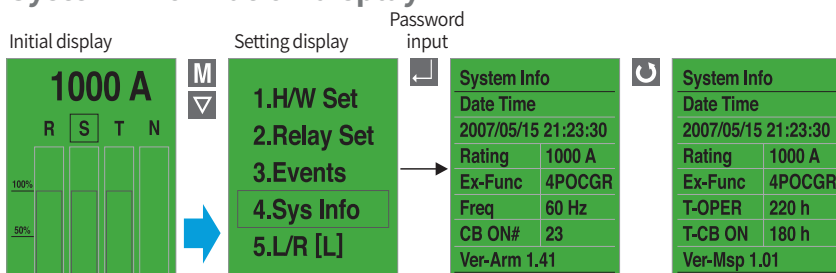 Password
Initial display
Setting display
input
1000 A
R S T N
100%
50%
M
1.H/W Set
2.Relay Set
3.Events
4.Sys Info
5.L/R [L]
System Info
Date Time
2007/05/15 21:23:30
Rating 1000 A
Ex-Func 4POCGR
Freq 60 Hz
CB ON# 23
Ver-Arm 1.41
System Info
Date Time
2007/05/15 21:23:30
Rating 1000 A
Ex-Func 4POCGR
T-OPER 220 h
T-CB ON 180 h
Ver-Msp 1.01